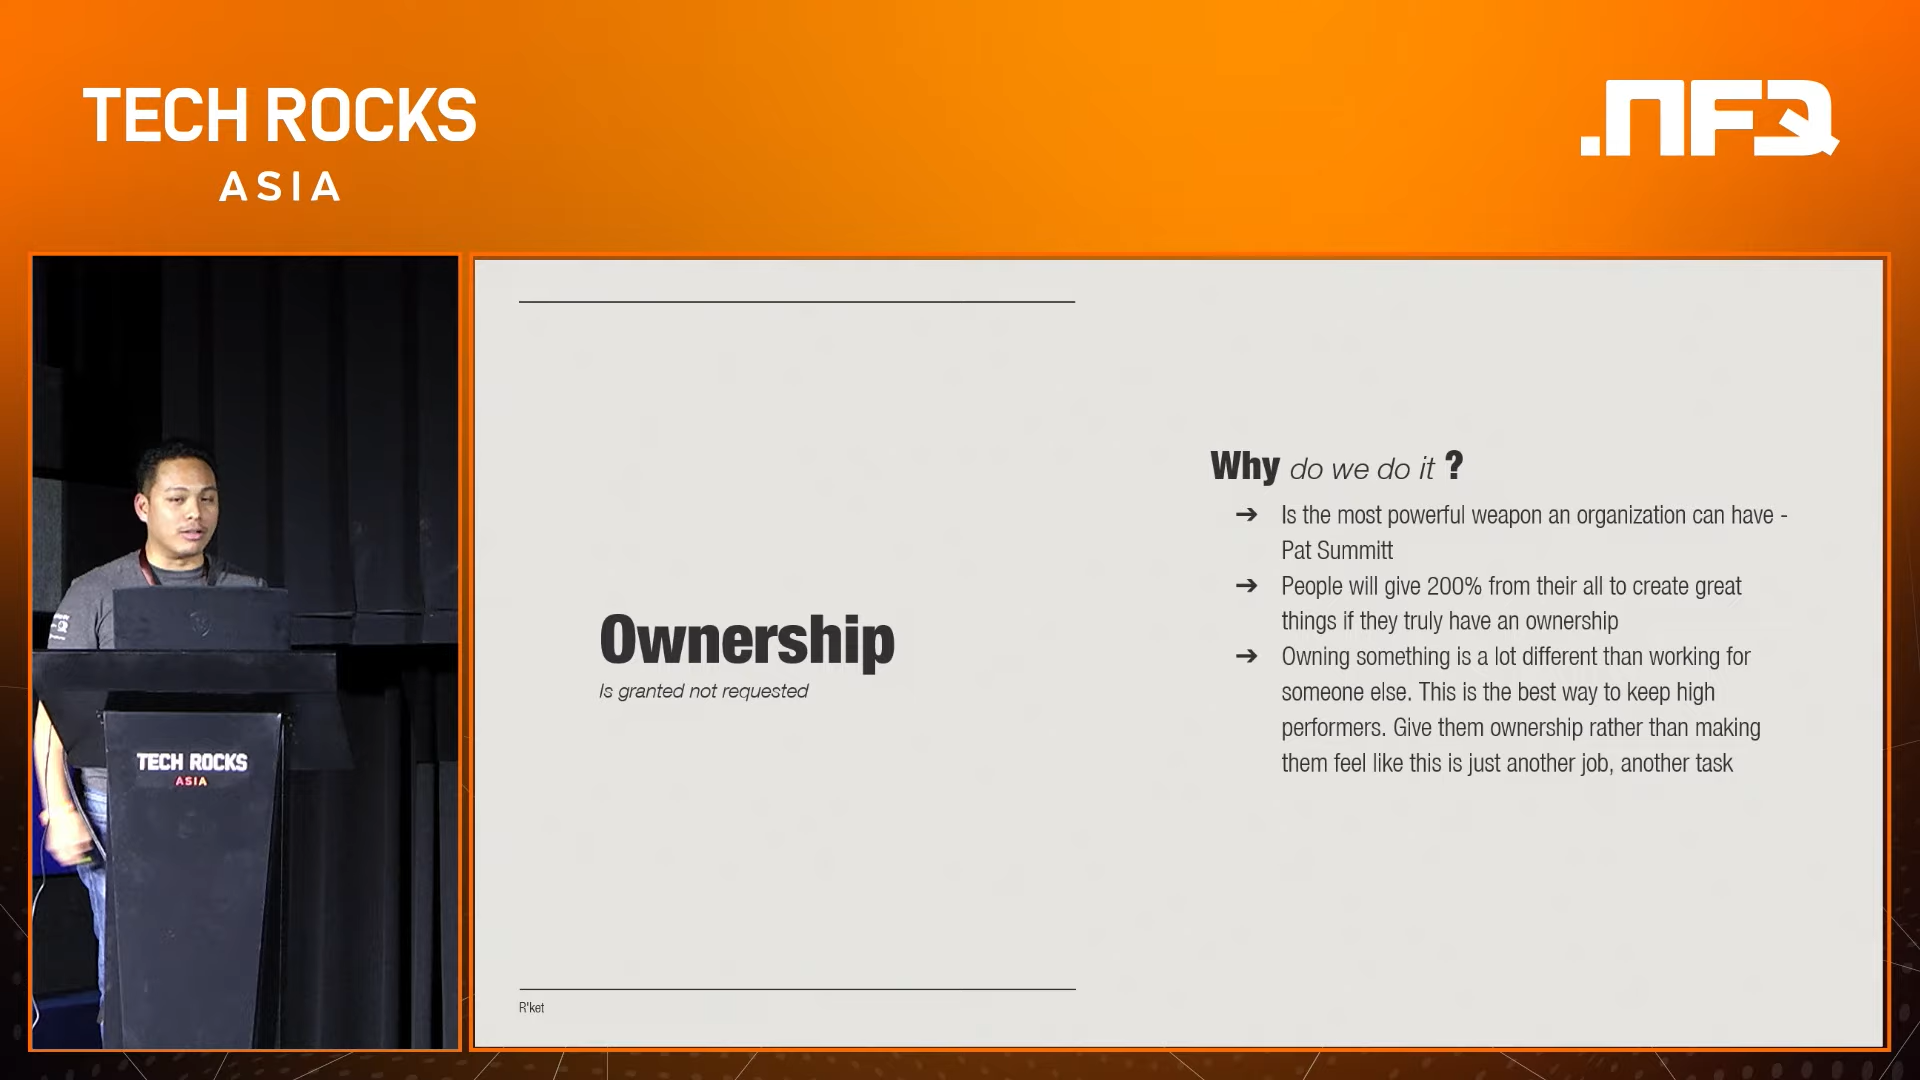 TECH ROCKS
ASIA
.NFQ
Ownership
Is granted not requested
R'ket
Why do we do it ?
➔ Is the most powerful weapon an organization can have -
Pat Summitt
➔ People will give 200% from their all to create great
things if they truly have an ownership
➔ Owning something is a lot different than working for
someone else. This is the best way to keep high
performers. Give them ownership rather than making
them feel like this is just another job, another task
TECH ROCKS
ASIA